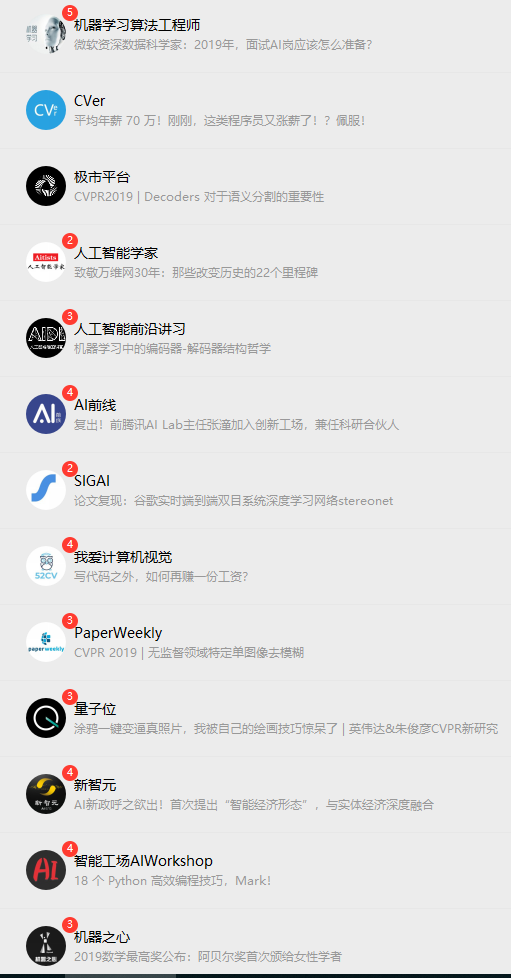 5
机器学习算法工程师
微软资深数据科学家：2019年，面试AI岗应该怎么准备？
CVer
平均年薪 70 万！刚刚，这类程序员又涨薪了！？佩服！
极市平台
CVPR2019 | Decoders 对于语义分割的重要性
2
人工智能学家
致敬万维网30年：那些改变历史的22个里程碑
3
人工智能前沿讲习
机器学习中的编码器-解码器结构哲学
4
AI前线
复出！前腾讯AI Lab主任张潼加入创新工场，兼任科研合伙人
2
SIGAI
论文复现：谷歌实时端到端双目系统深度学习网络stereonet
4
我爱计算机视觉
写代码之外，如何再赚一份工资？
3
PaperWeekly
CVPR 2019 | 无监督领域特定单图像去模糊
3
量子位
涂鸦一键变逼真照片，我被自己的绘画技巧惊呆了 | 英伟达&朱俊彦CVPR新研究
4
新智元
AI新政呼之欲出！首次提出“智能经济形态”，与实体经济深度融合
4
智能工场AIWorkshop
18 个 Python 高效编程技巧，Mark！
3
机器之心
2019数学最高奖公布：阿贝尔奖首次颁给女性学者